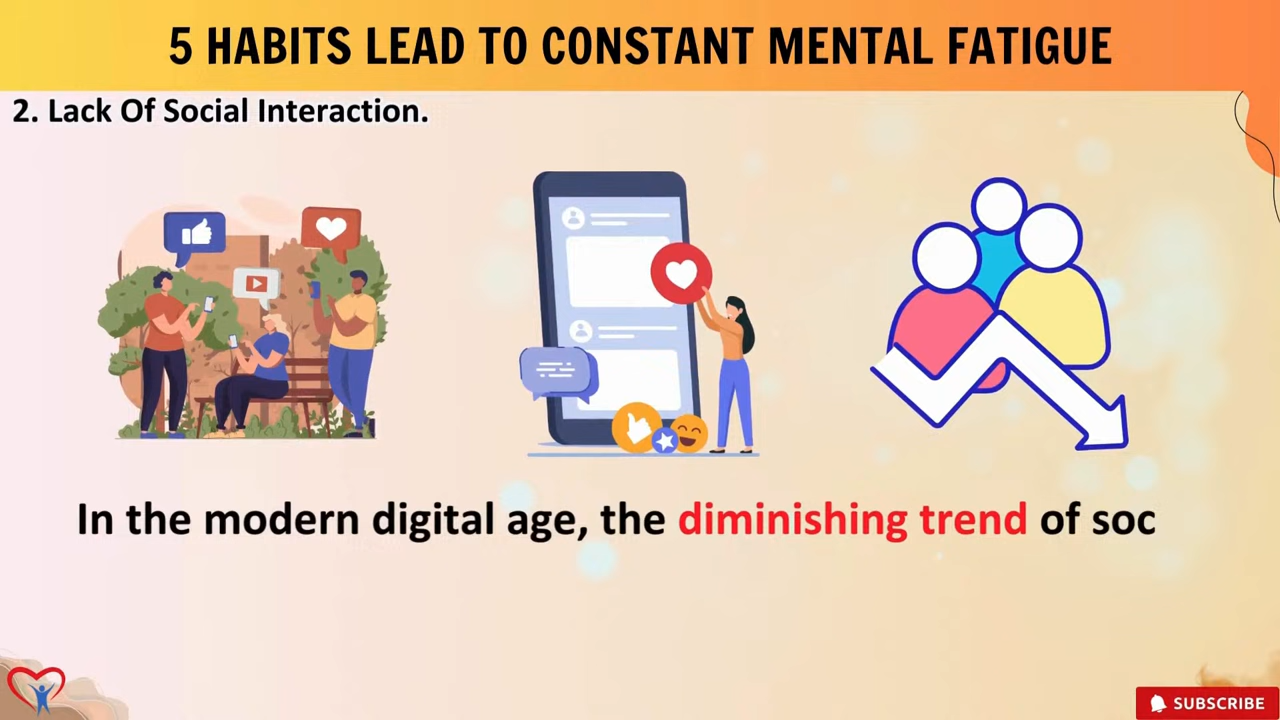 5 HABITS LEAD TO CONSTANT MENTAL FATIGUE
2. Lack Of Social Interaction.
In the modern digital age, the diminishing trend of soc
SUBSCRIBE